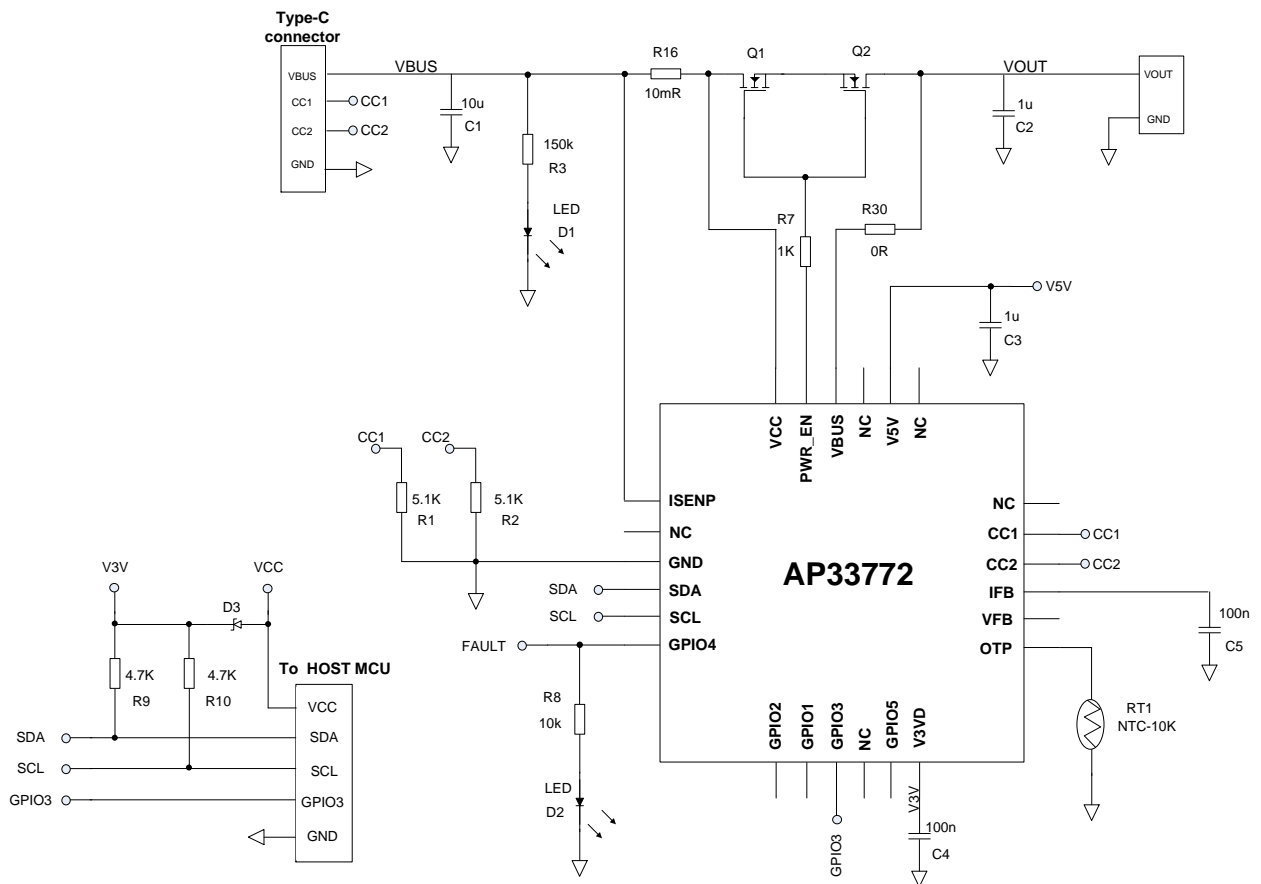 Type-C
connector
VBUS
CC1
CC2
GND
CC1
CC2
VBUS
10u
C1
150k
R3
LED
D1
R16
10mR
Q1
Q2
VOUT
1u
C2
VOUT
GND
R7
1K
R30
0R
V5V
1u
C3
VCC
PWR_EN
VBUS
NC
V5V
NC
CC1
CC2
5.1K
R1
5.1K
R2
ISENP
NC
GND
SDA
SCL
GPIO4
SDA
SCL
FAULT
AP33772
NC
CC1
CC2
IFB
VFB
OTP
CC1
CC2
100n
C5
RT1
NTC-10K
GPIO2
GPIO1
GPIO3
NC
GPIO5
V3VD
GPIO3
V3V
100n
C4
R8
10k
LED
D2
V3V
VCC
D3
4.7K
R9
4.7K
R10
To HOST MCU
VCC
SDA
SCL
GPIO3
GND
SDA
SCL
GPIO3